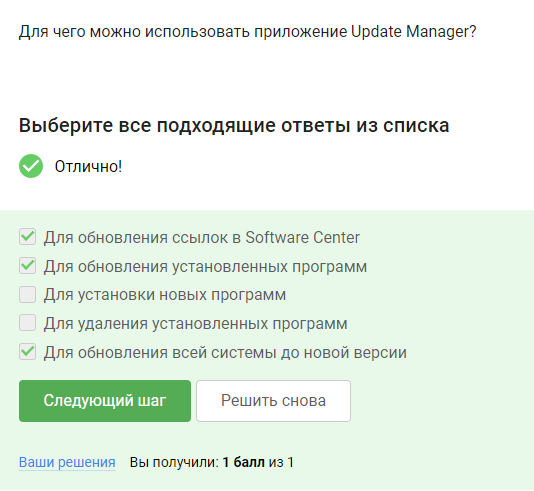 Для чего можно использовать приложение Update Manager?
Выберите все подходящие ответы из списка
Отлично!
Для обновления ссылок в Software Center
Для обновления установленных программ
Для установки новых программ
Для удаления установленных программ
Для обновления всей системы до новой версии
Следующий шаг Решить снова
Ваши решения Вы получили: 1 балл из 1